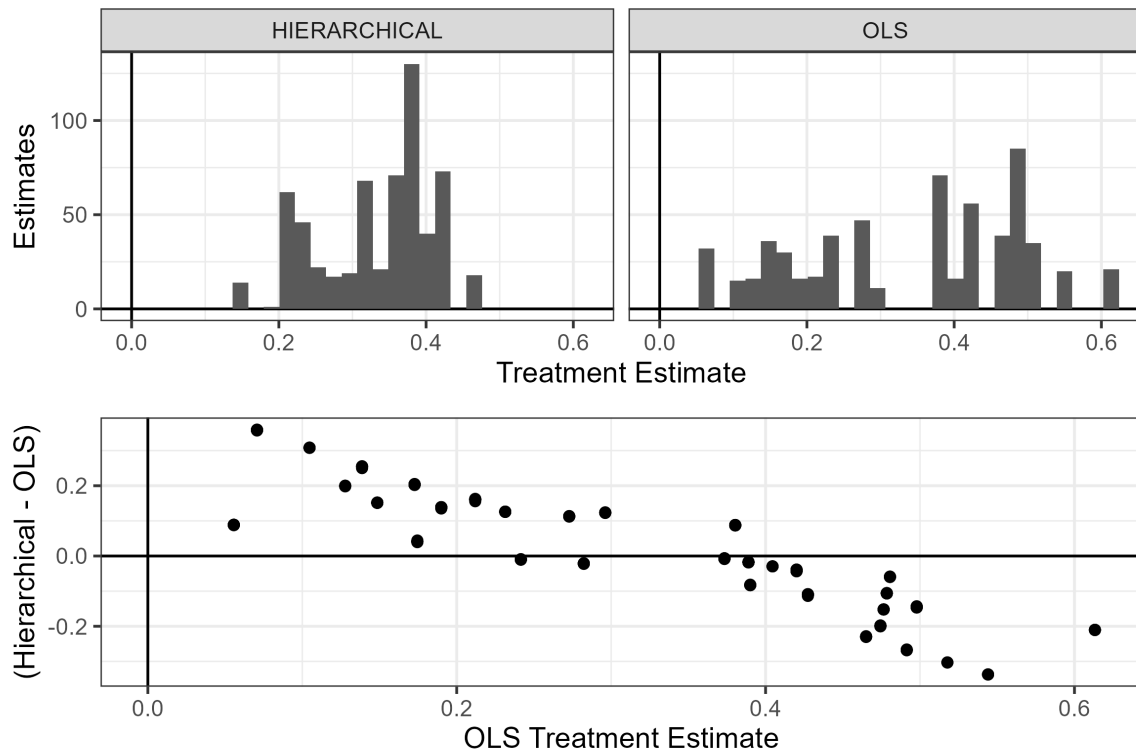 HIERARCHICAL OLS
Estimates
100
50
0
0.0 0.2 0.4 0.6 0.0 0.2 0.4 0.6
Treatment Estimate
(Hierarchical - OLS)
0.2
0.0
-0.2
0.0 0.2 0.4 0.6
OLS Treatment Estimate